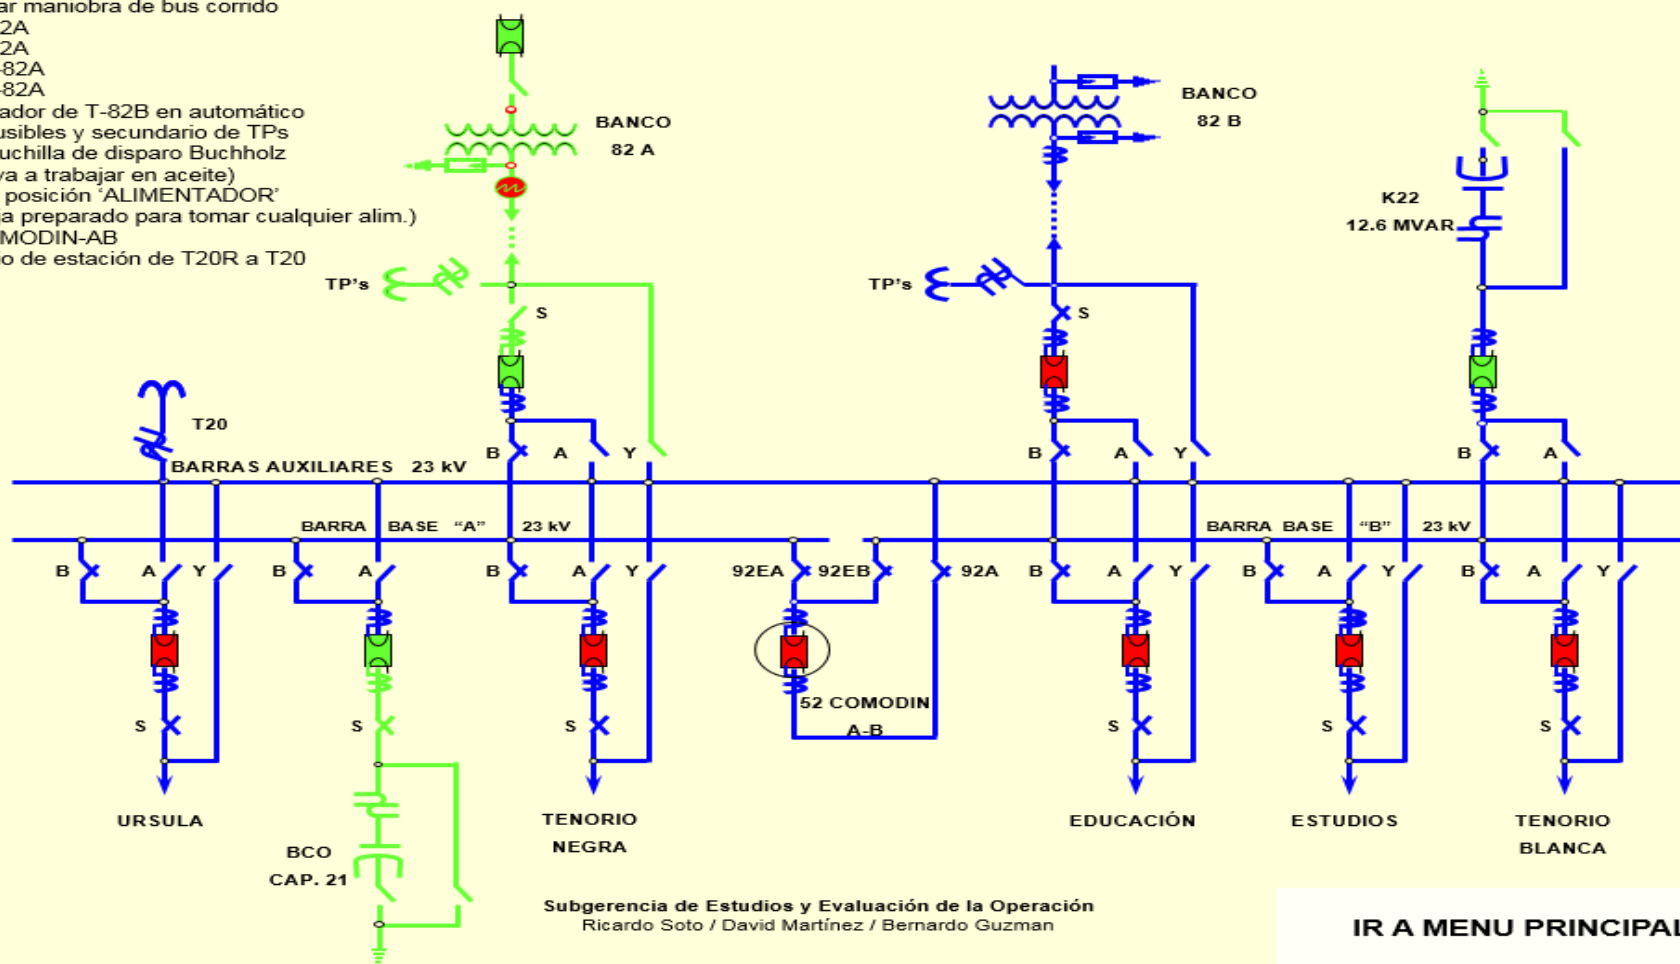 ar maniobra de bus corrido
2A
2A
-82A
-82A
ador de T-82B en automático
usibles y secundario de TPs
uchilla de disparo Buchholz
va a trabajar en aceite)
posición ‘ALIMENTADOR’
ja preparado para tomar cualquier alim.)
MODIN-AB
io de estación de T20R a T20
BANCO
82 A
BANCO
82 B
K22
12.6 MVAR
TP's
S
TP's
S
T20
B A Y
B A Y
B A
BARRAS AUXILIARES 23 kV
BARRA BASE “A” 23 kV
BARRA BASE “B” 23 kV
B A Y B A B A Y 92EA 92EB 92A B A Y B A Y B A Y
52 COMODIN
A-B
S S S S S S
URSULA
BCO
CAP. 21
TENORIO
NEGRA
EDUCACIÓN
ESTUDIOS
TENORIO
BLANCA
Subgerencia de Estudios y Evaluación de la Operación
Ricardo Soto / David Martínez / Bernardo Guzman
IR A MENU PRINCIPAL